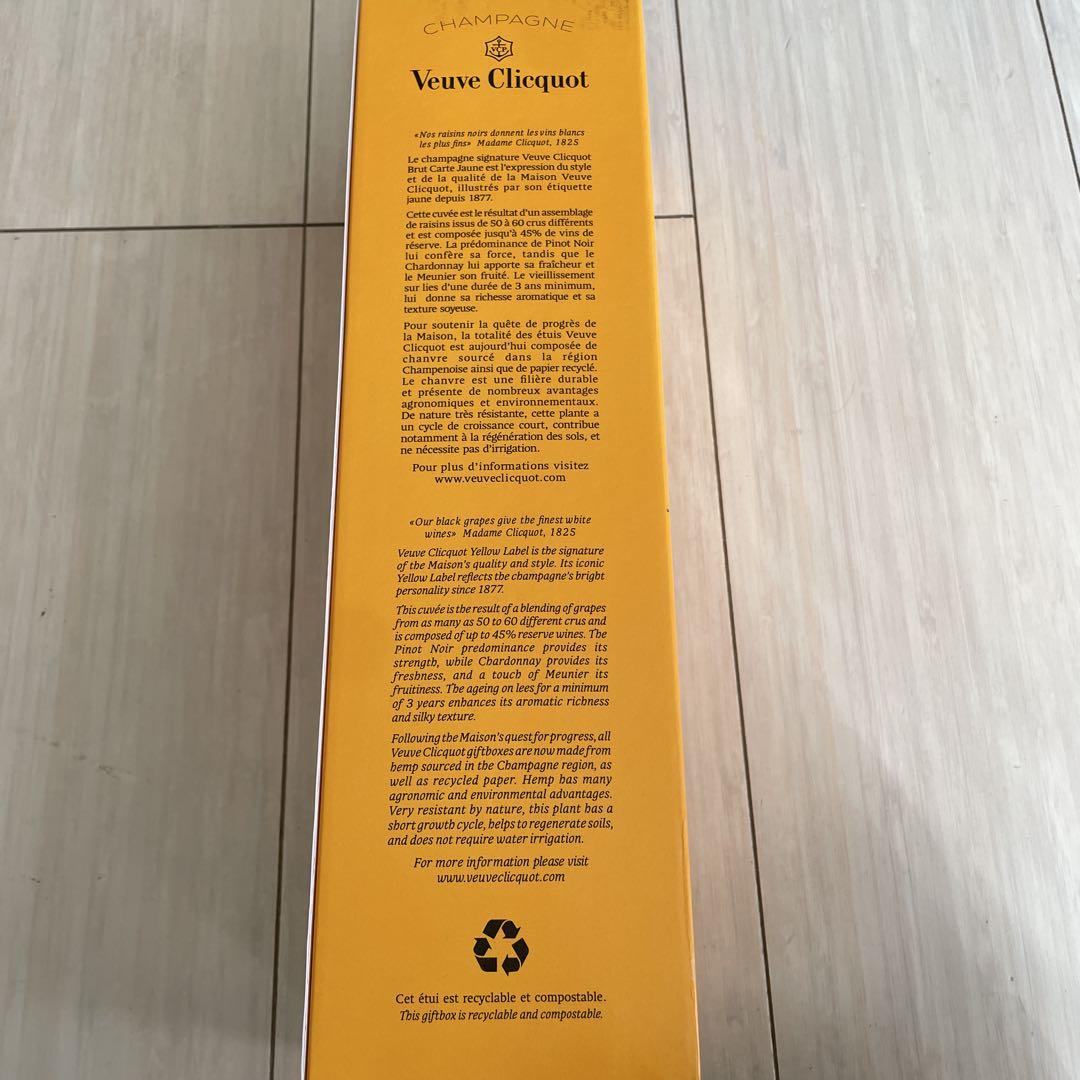 CHAMPAGNE
VCP
Veuve Clicquot
«Nos raisins noirs donnent les vins blancs
les plus fins» Madame Clicquot, 1825
Le champagne signature Veuve Clicquot
Brut Carte Jaune est l'expression du style
et de la qualité de la Maison Veuve
Clicquot, illustrés par son étiquette
jaune depuis 1877.
Cette cuvée est le résultat d'un assemblage
de raisins issus de 50 à 60 crus différents
et est composée jusqu'à 45% de vins de
réserve. La prédominance de Pinot Noir
lui confère sa force, tandis que le
Chardonnay lui apporte sa fraîcheur et
le Meunier son fruité. Le vieillissement
sur lies d'une durée de 3 ans minimum,
lui donne sa richesse aromatique et sa
texture soyeuse.
Pour soutenir la quête de progrès de
la Maison, la totalité des étuis Veuve
Clicquot est aujourd'hui composée de
chanvre sourcé dans la région
Champenoise ainsi que de papier recyclé.
Le chanvre est une filière durable
et présente de nombreux avantages
agronomiques et environnementaux.
De nature très résistante, cette plante a
un cycle de croissance court, contribue
notamment à la régénération des sols, et
ne nécessite pas d'irrigation.
Pour plus d'informations visitez
www.veuveclicquot.com
«Our black grapes give the finest white
wines» Madame Clicquot, 1825
Veuve Clicquot Yellow Label is the signature
of the Maison's quality and style. Its iconic
Yellow Label reflects the champagne's bright
personality since 1877.
This cuvée is the result of a blending of grapes
from as many as 50 to 60 different crus and
is composed of up to 45% reserve wines. The
Pinot Noir predominance provides its
strength, while Chardonnay provides its
freshness, and a touch of Meunier its
fruitiness. The ageing on lees for a minimum
of 3 years enhances its aromatic richness
and silky texture.
Following the Maison's quest for progress, all
Veuve Clicquot giftboxes are now made from
hemp sourced in the Champagne region, as
well as recycled paper. Hemp has many
agronomic and environmental advantages.
Very resistant by nature, this plant has a
short growth cycle, helps to regenerate soils,
and does not require water irrigation.
For more information please visit
www.veuveclicquot.com
Cet étui est recyclable et compostable.
This giftbox is recyclable and compostable.